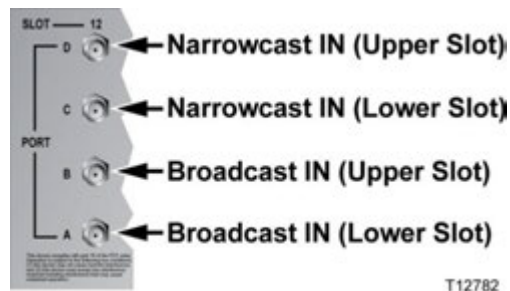 SLOT 12
D Narrowcast IN (Upper Slot)
C Narrowcast IN (Lower Slot)
PORT
B Broadcast IN (Upper Slot)
A Broadcast IN (Lower Slot)
T12782